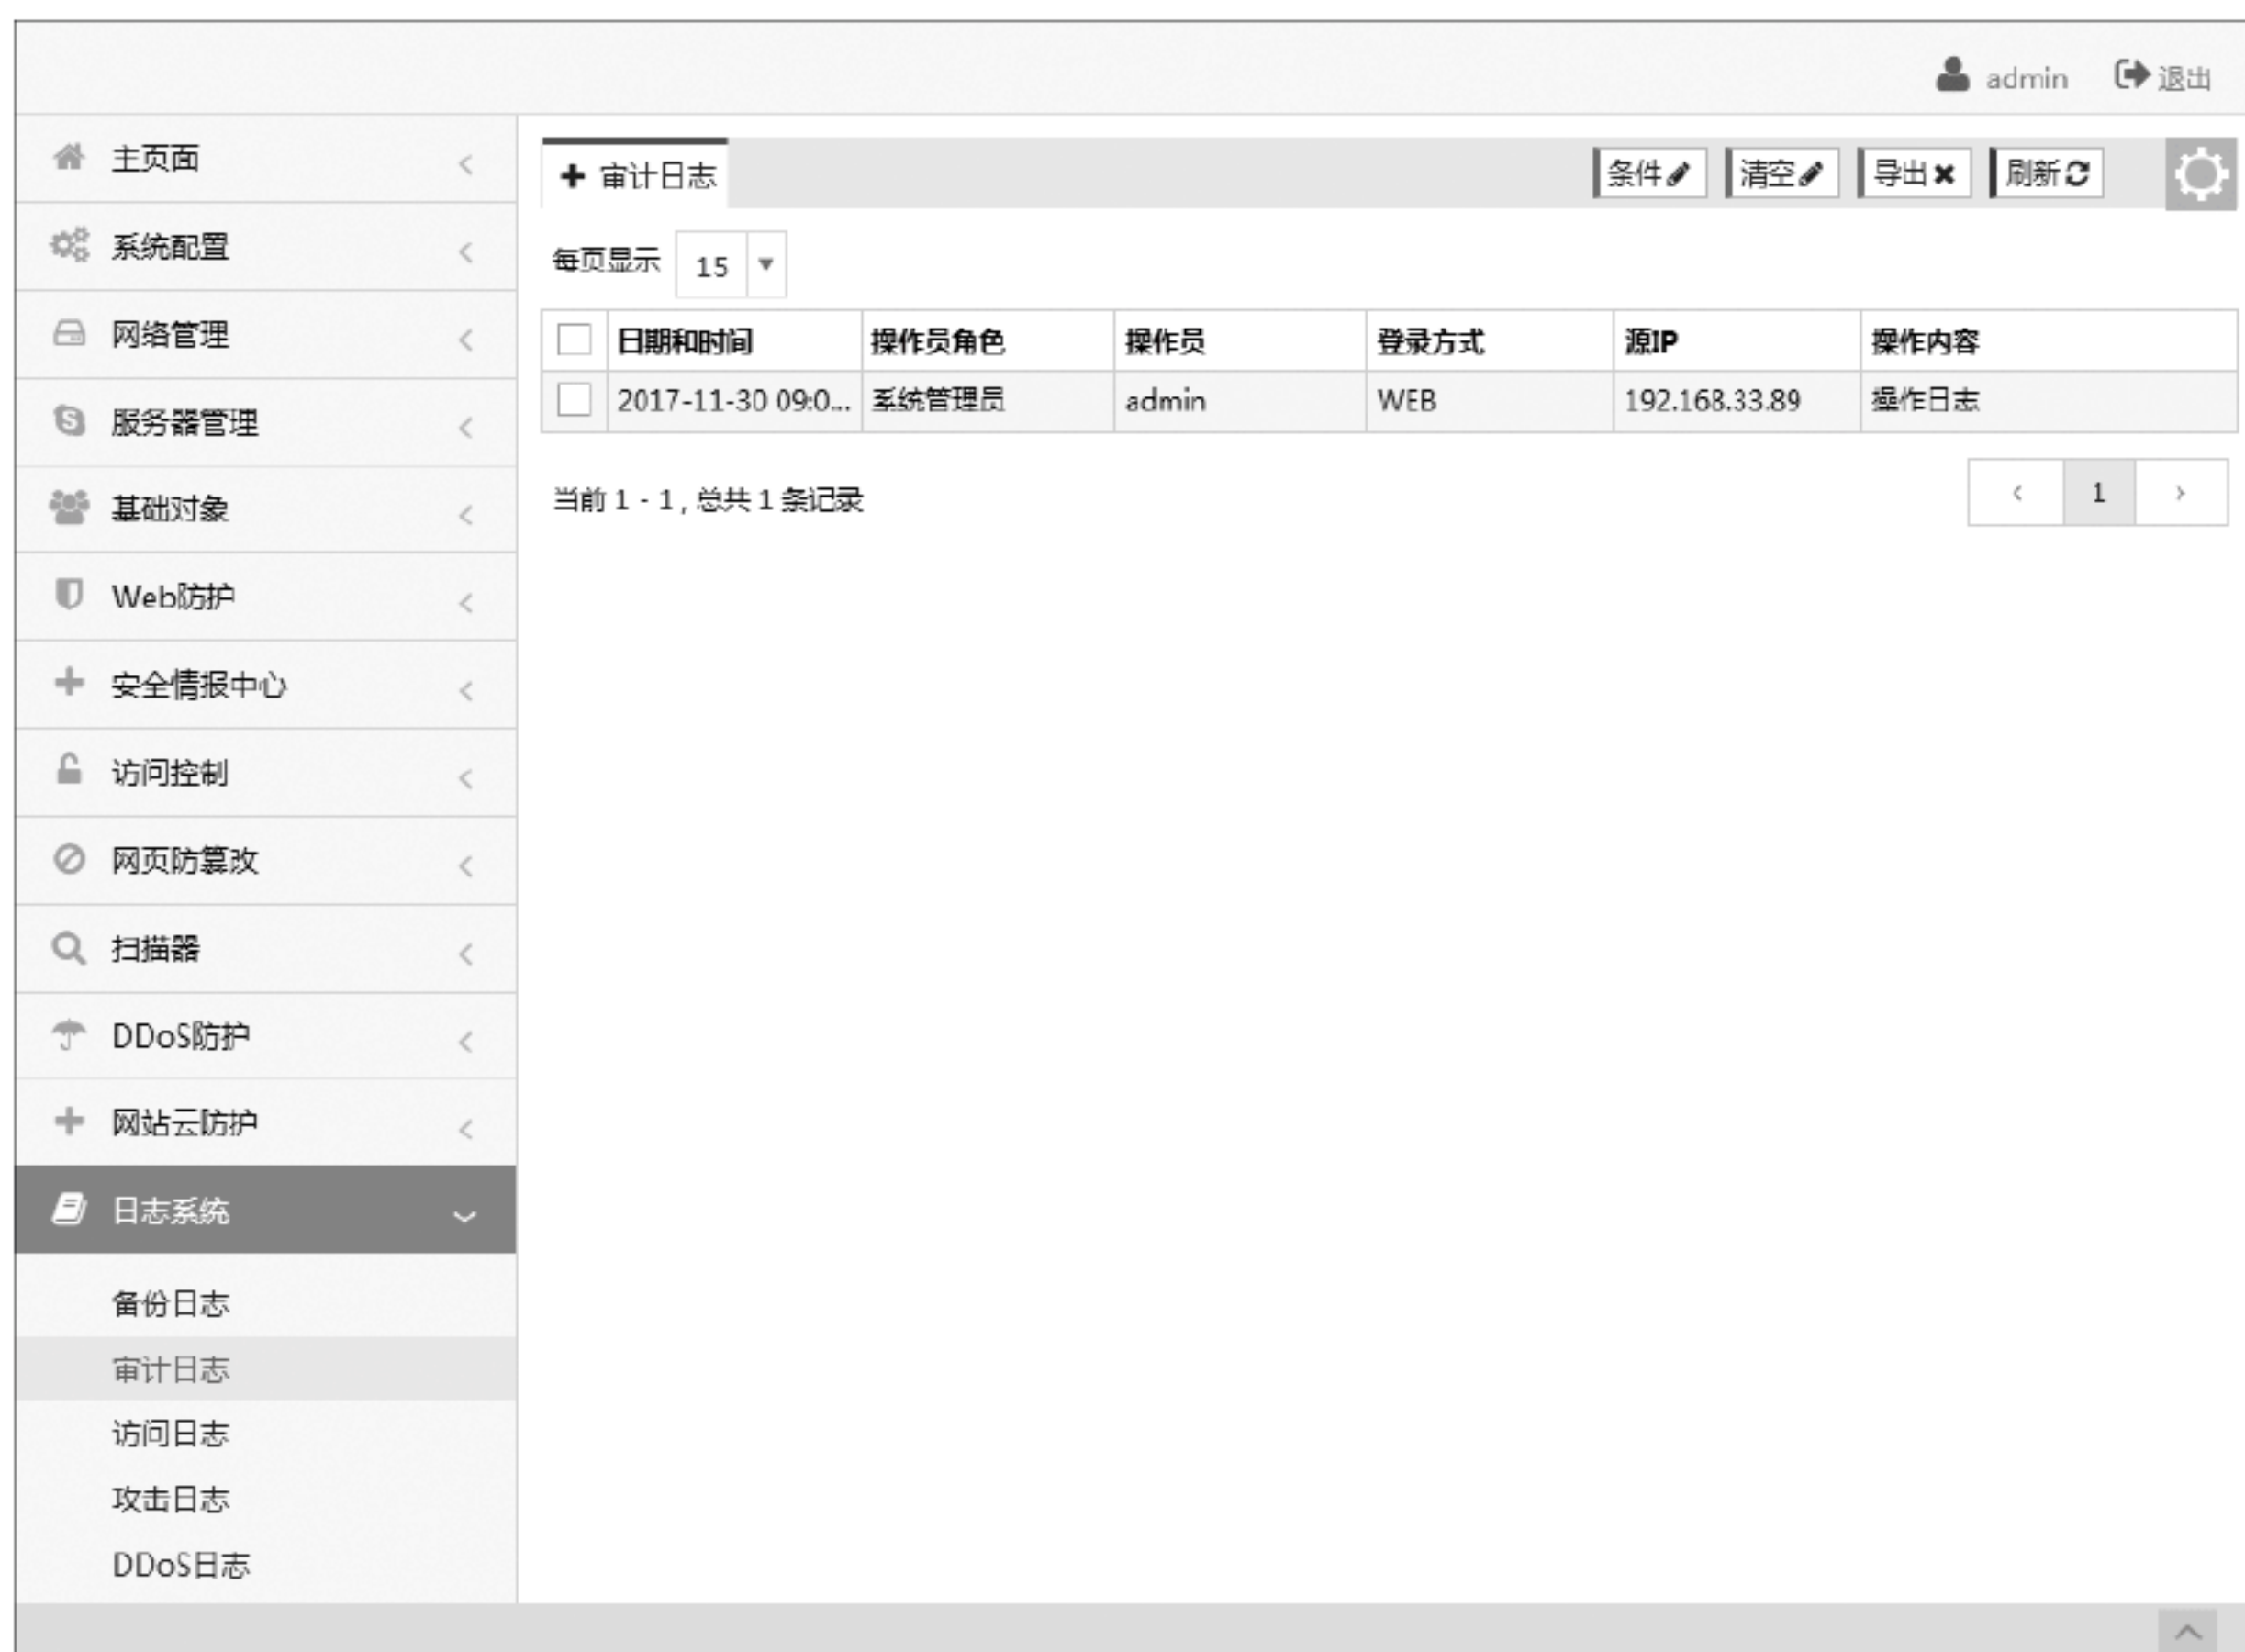 admin 退出
主页面
系统配置
网络管理
服务器管理
基础对象
Web防护
安全情报中心
访问控制
网页防篡改
扫描器
DDoS防护
网站云防护
日志系统
备份日志
审计日志
访问日志
攻击日志
DDoS日志
审计日志 条件 清空 导出 刷新
每页显示 15
日期和时间 操作员角色 操作员 登录方式 源IP 操作内容
2017-11-30 09:0... 系统管理员 admin WEB 192.168.33.89 操作日志
当前 1 - 1 , 总共 1 条记录 < 1 >